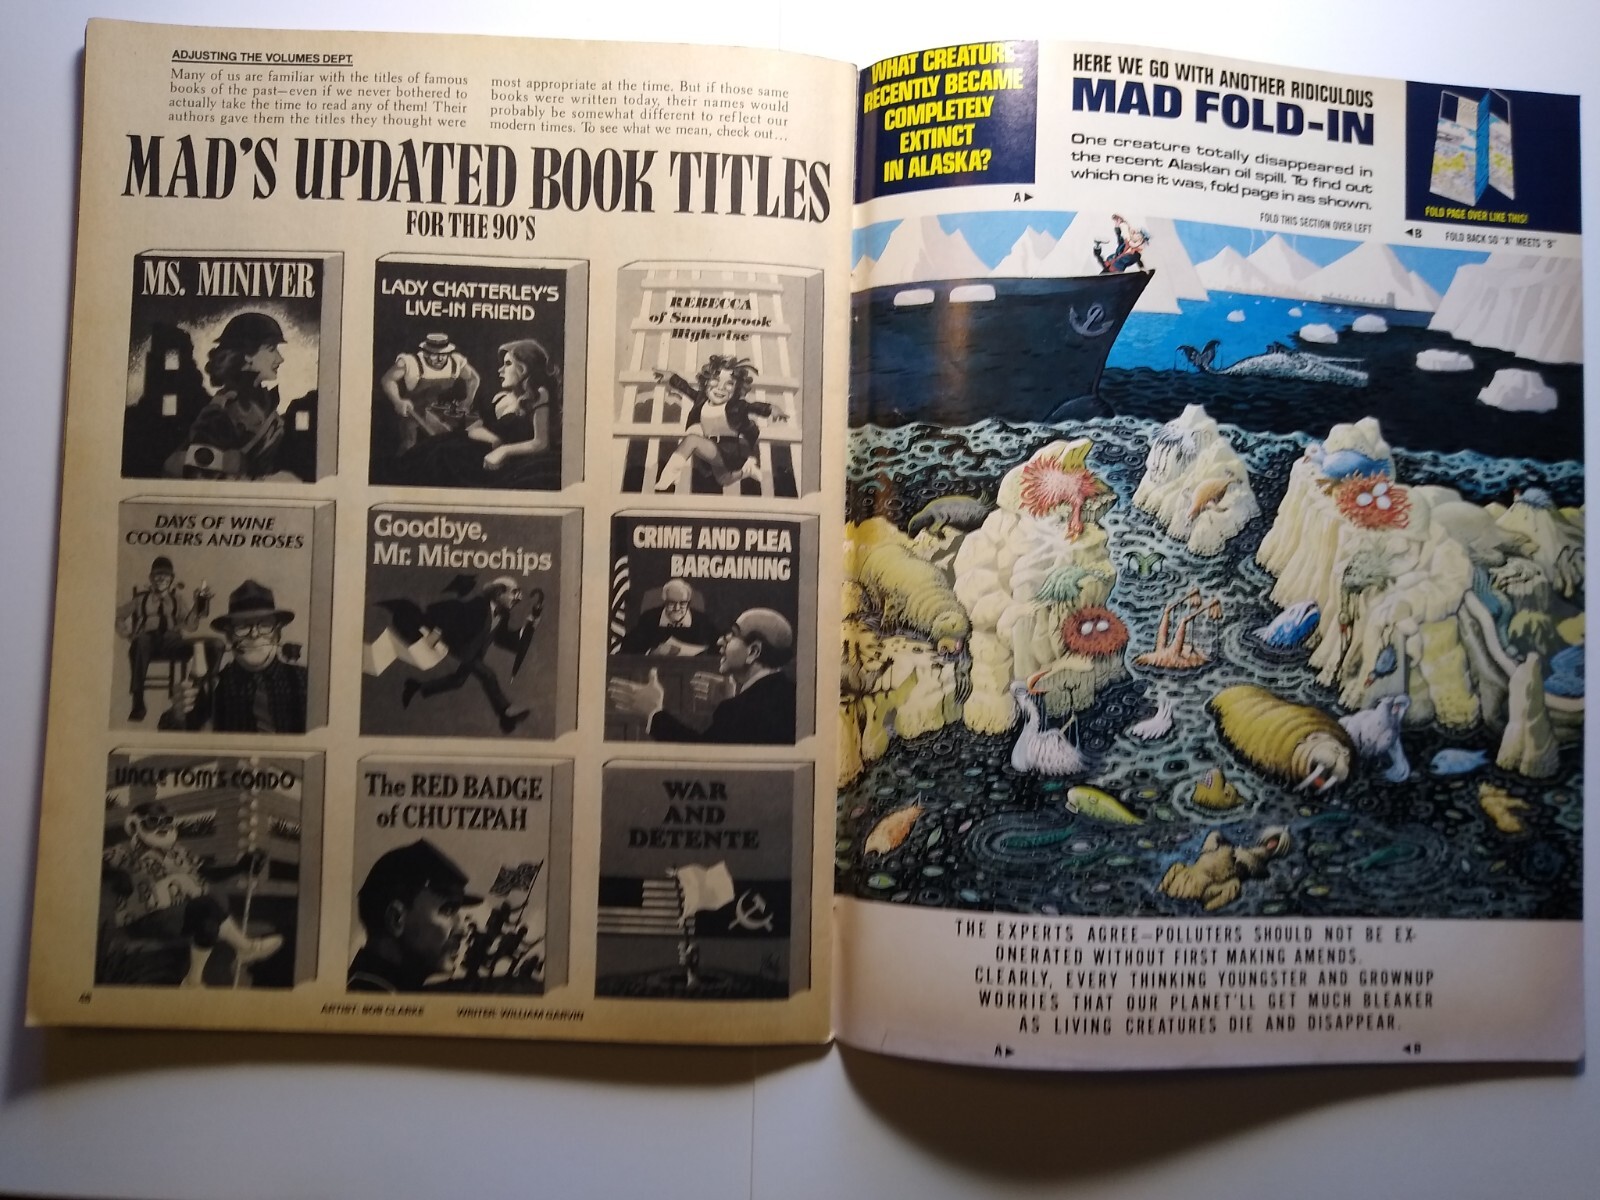 ADJUSTING THE VOLUMES DEPT.
Many of us are familiar with the titles of famous
books of the past—even if we never bothered to
actually take the time to read any of them! Their
authors gave them the titles they thought were
most appropriate at the time. But if those same
books were written today, their names would
probably be somewhat different to reflect our
modern times. To see what we mean, check out...
MAD'S UPDATED BOOK TITLES
FOR THE 90'S
MS. MINIVER
LADY CHATTERLEY'S
LIVE-IN FRIEND
REBECCA
of Sunnybrook
High-rise
DAYS OF WINE
COOLERS AND ROSES
Goodbye,
Mr. Microchips
CRIME AND PLEA
BARGAINING
UNCLE TOM'S CONDO
The RED BADGE
of CHUTZPAH
WAR
AND
DETENTE
48
ARTIST: BOB CLARKE
WRITER: WILLIAM GARVIN
WHAT CREATURE
RECENTLY BECAME
COMPLETELY
EXTINCT
IN ALASKA?
A▶
HERE WE GO WITH ANOTHER RIDICULOUS
MAD FOLD-IN
One creature totally disappeared in
the recent Alaskan oil spill. To find out
which one it was, fold page in as shown.
FOLD THIS SECTION OVER LEFT
FOLD PAGE OVER LIKE THIS!
◀B
FOLD BACK SO "A" MEETS "B"
THE EXPERTS AGREE—POLLUTERS SHOULD NOT BE EX-
ONERATED WITHOUT FIRST MAKING AMENDS.
CLEARLY, EVERY THINKING YOUNGSTER AND GROWNUP
WORRIES THAT OUR PLANET'LL GET MUCH BLEAKER
AS LIVING CREATURES DIE AND DISAPPEAR.
A▶
◀B